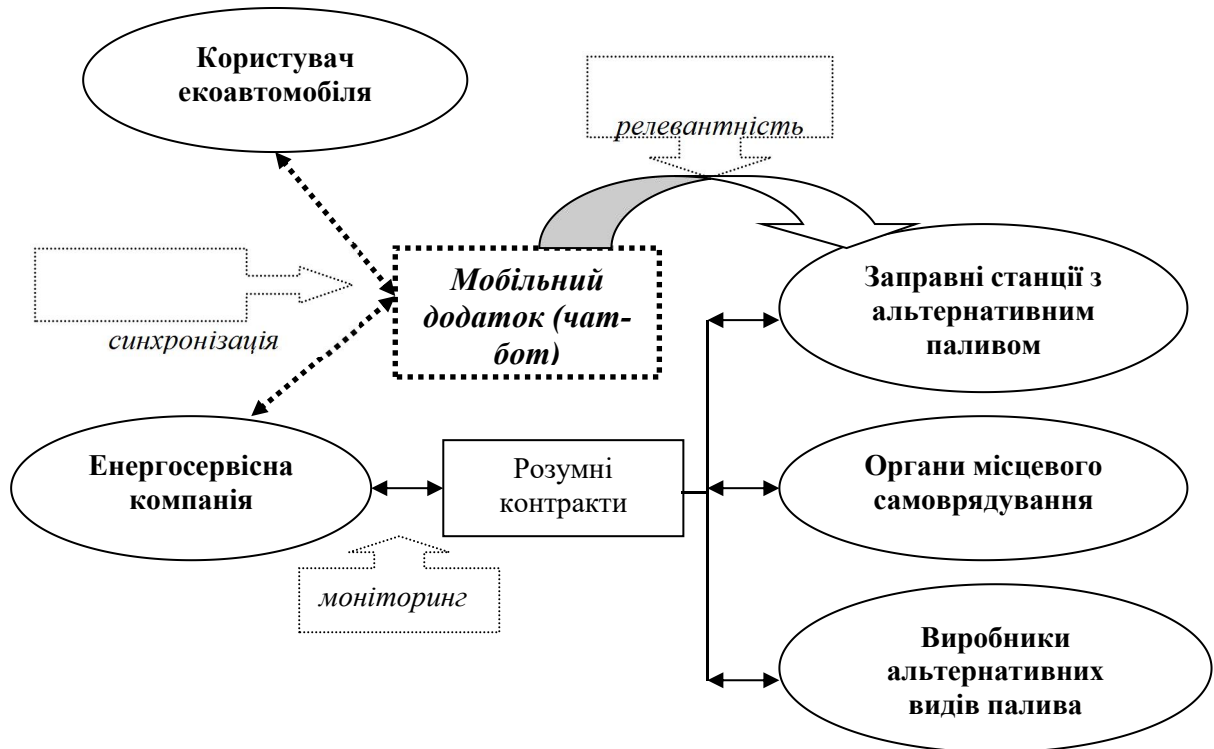 Користувач
екоавтомобіля
релевантність
синхронізація
Мобільний
додаток (чат-
бот)
Заправні станції з
альтернативним
паливом
Енергосервісна
компанія
Розумні
контракти
Органи місцевого
самоврядування
моніторинг
Виробники
альтернативних
видів палива